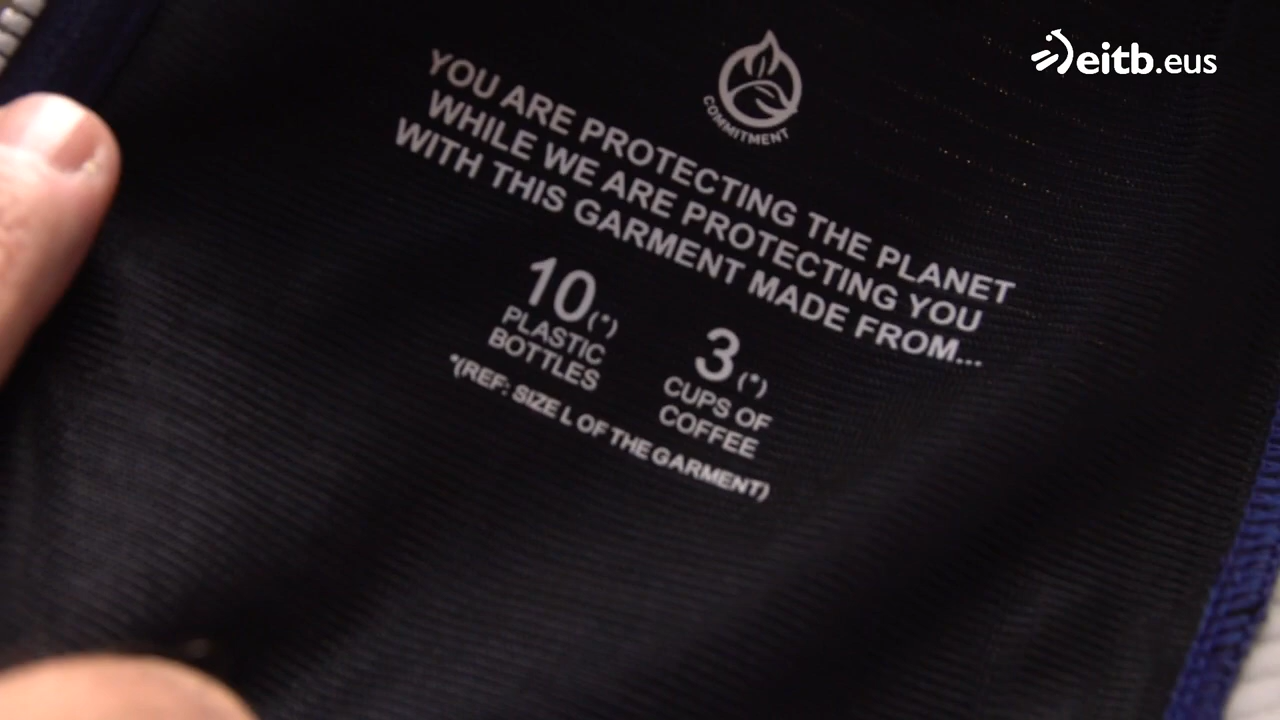 eitb.eus
COMMITMENT
YOU ARE PROTECTING THE PLANET
WHILE WE ARE PROTECTING YOU
WITH THIS GARMENT MADE FROM...
10(*)
PLASTIC
BOTTLES
3(*)
CUPS OF
COFFEE
*(REF: SIZE L OF THE GARMENT)